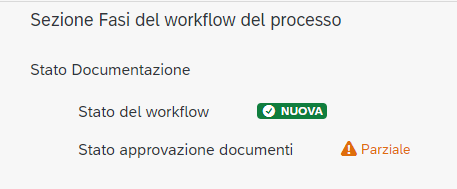 Sezione Fasi del workflow del processo
Stato Documentazione
Stato del workflow NUOVA
Stato approvazione documenti Parziale